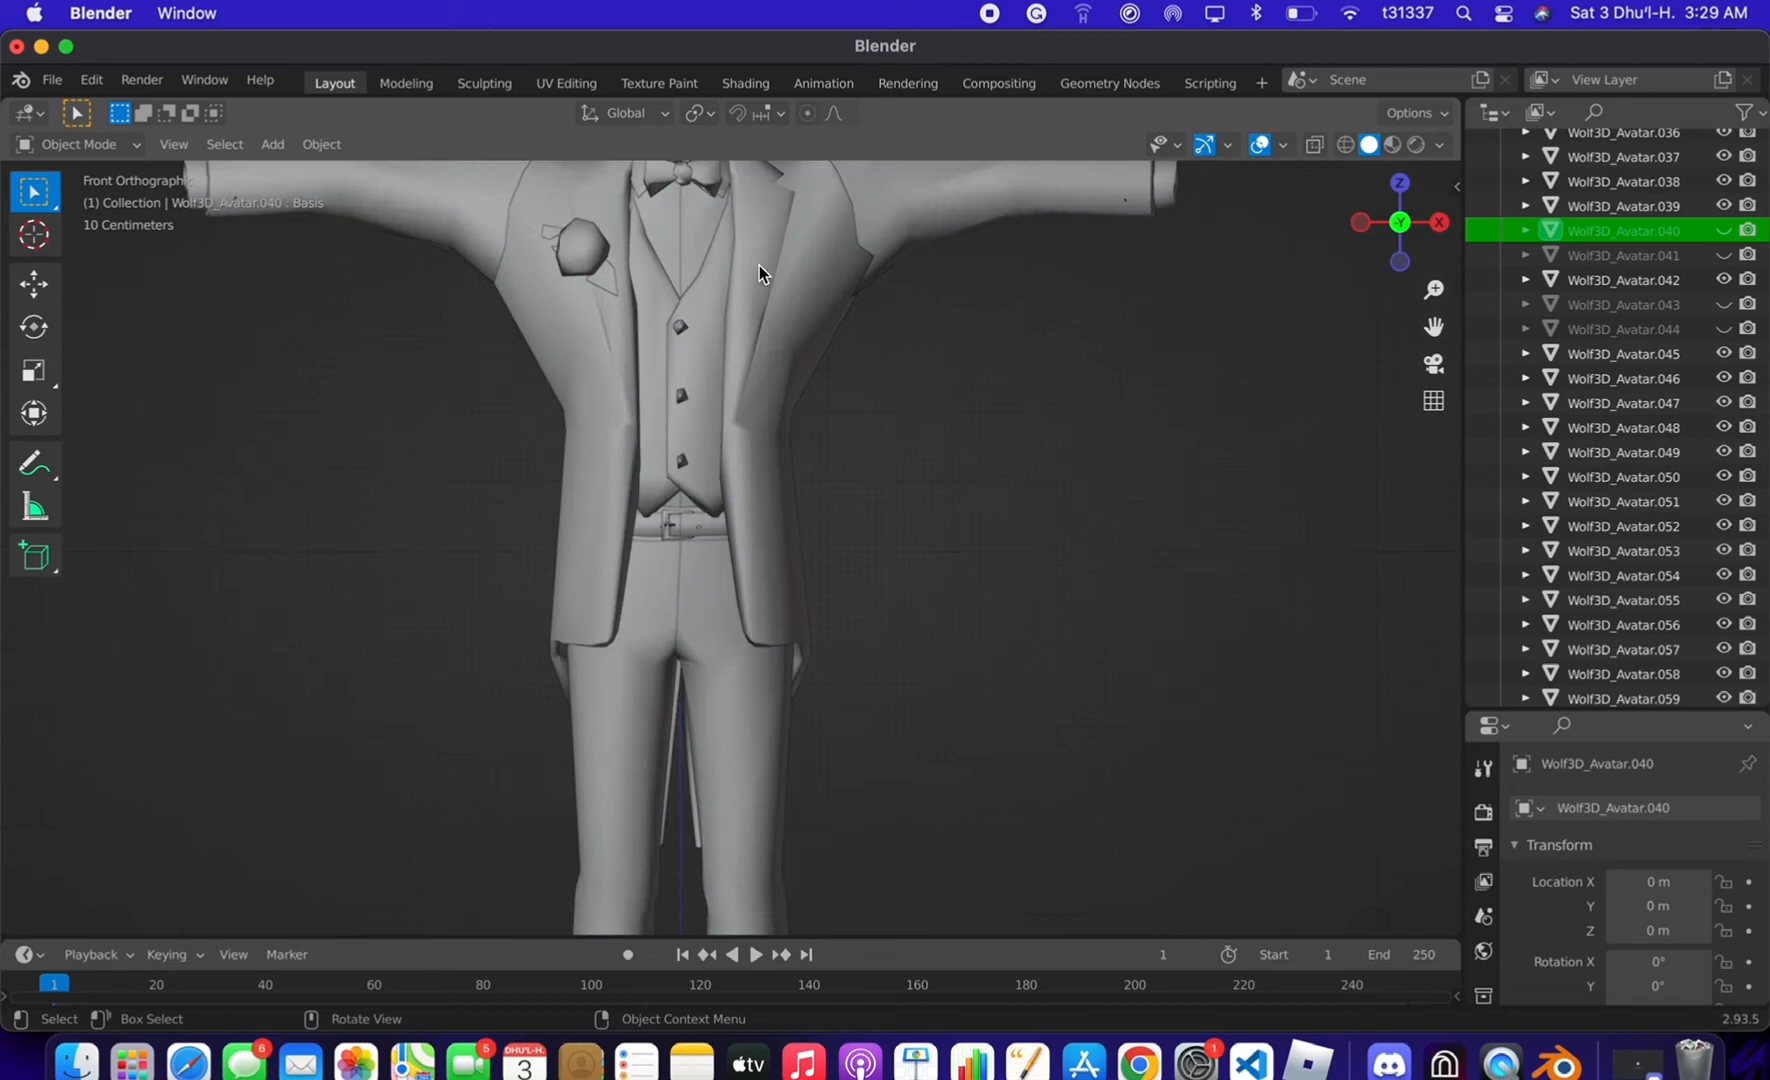 Blender Window t31337 Sat 3 Dhuʻl-H. 3:29 AM
Blender
File Edit Render Window Help Layout Modeling Sculpting UV Editing Texture Paint Shading Animation Rendering Compositing Geometry Nodes Scripting + Scene View Layer
Global Options
Object Mode View Select Add Object
Front Orthographic
(1) Collection | Wolf3D_Avatar.040 : Basis
10 Centimeters
Z
-Y X
Wolf3D_Avatar.036
Wolf3D_Avatar.037
Wolf3D_Avatar.038
Wolf3D_Avatar.039
Wolf3D_Avatar.040
Wolf3D_Avatar.041
Wolf3D_Avatar.042
Wolf3D_Avatar.043
Wolf3D_Avatar.044
Wolf3D_Avatar.045
Wolf3D_Avatar.046
Wolf3D_Avatar.047
Wolf3D_Avatar.048
Wolf3D_Avatar.049
Wolf3D_Avatar.050
Wolf3D_Avatar.051
Wolf3D_Avatar.052
Wolf3D_Avatar.053
Wolf3D_Avatar.054
Wolf3D_Avatar.055
Wolf3D_Avatar.056
Wolf3D_Avatar.057
Wolf3D_Avatar.058
Wolf3D_Avatar.059
Wolf3D_Avatar.040
Wolf3D_Avatar.040
Transform
Location X 0 m
Y 0 m
Z 0 m
Rotation X 0°
Y 0°
Playback Keying View Marker 1 Start 1 End 250
1 20 40 60 80 100 120 140 160 180 200 220 240
Select Box Select Rotate View Object Context Menu 2.93.5
6 5 DHUʻL-H. 3 tv 1